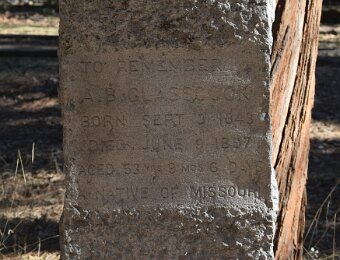 TO REMEMBER
A. B. GLASSCOCK
BORN SEPT. 3 1843
DIED JUNE 9, 1897
AGED 53 YRS 9 MOS 6 D
NATIVE OF MISSOURI